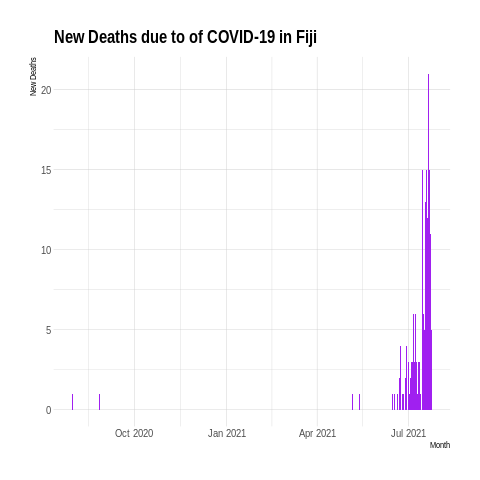 New Deaths due to of COVID-19 in Fiji
New Deaths
20
15
10
5
0
Oct 2020 Jan 2021 Apr 2021 Jul 2021
Month